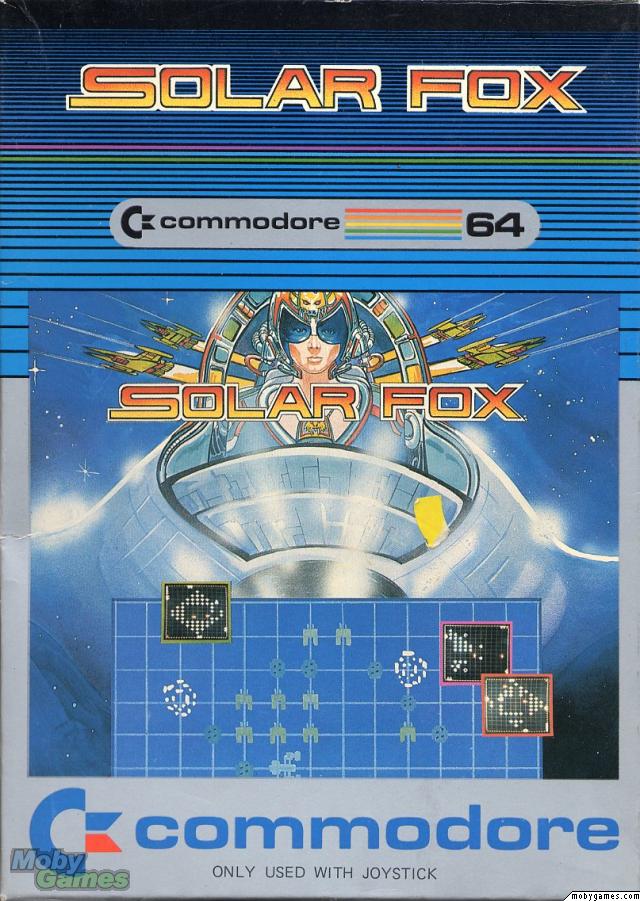 SOLAR FOX
commodore 64
SOLAR FOX
commodore
Moby
Games
ONLY USED WITH JOYSTICK
mobygames.com